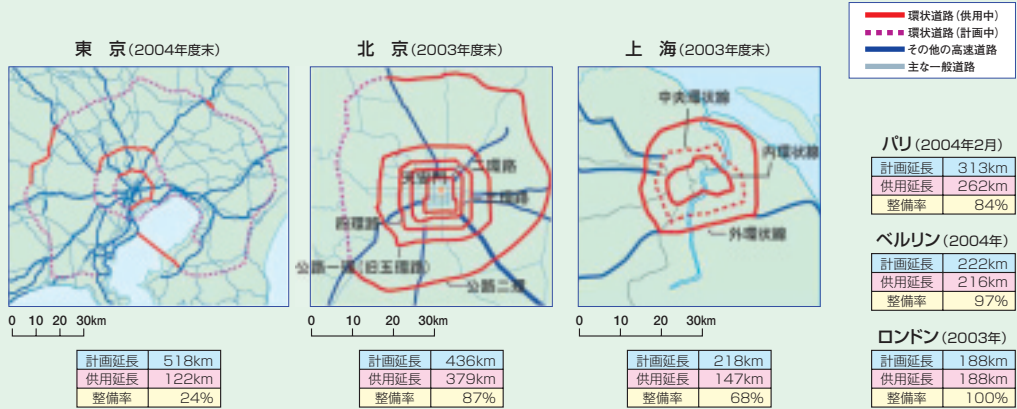 環状道路(供用中)
環状道路(計画中)
その他の高速道路
主な一般道路
東 京(2004年度末)
北 京(2003年度末)
上 海(2003年度末)
天安門
二環路
三環路
四環路
公路一環(旧五環路)
公路二環
中央環状線
内環状線
外環状線
0 10 20 30km
0 15 30km
0 15 30km
計画延長 518km
供用延長 122km
整備率 24%
計画延長 436km
供用延長 379km
整備率 87%
計画延長 218km
供用延長 147km
整備率 68%
パリ(2004年2月)
計画延長 313km
供用延長 262km
整備率 84%
ベルリン(2004年)
計画延長 222km
供用延長 216km
整備率 97%
ロンドン(2003年)
計画延長 188km
供用延長 188km
整備率 100%